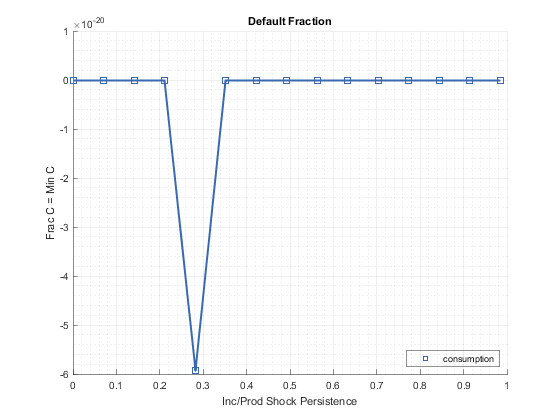 Default Fraction
×10^-20
1
0
-1
-2
-3
-4
-5
-6
Frac C = Min C
0 0.1 0.2 0.3 0.4 0.5 0.6 0.7 0.8 0.9 1
Inc/Prod Shock Persistence
consumption